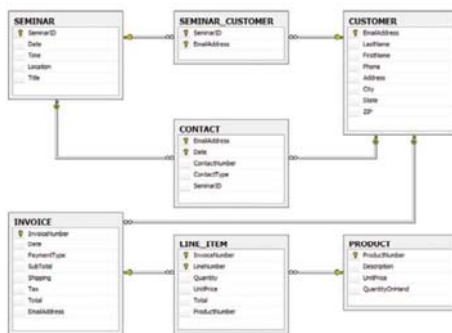 SEMINAR
SeminarID
Date
Time
Location
Title
SEMINAR_CUSTOMER
SeminarID
EmailAddress
CUSTOMER
EmailAddress
LastName
FirstName
Phone
Address
City
State
ZIP
CONTACT
EmailAddress
Date
ContactNumber
ContactType
SeminarID
INVOICE
InvoiceNumber
Date
PaymentType
SubTotal
Shipping
Tax
Total
EmailAddress
LINE_ITEM
InvoiceNumber
LineNumber
Quantity
UnitPrice
Total
ProductNumber
PRODUCT
ProductNumber
Description
UnitPrice
QuantityOnHand